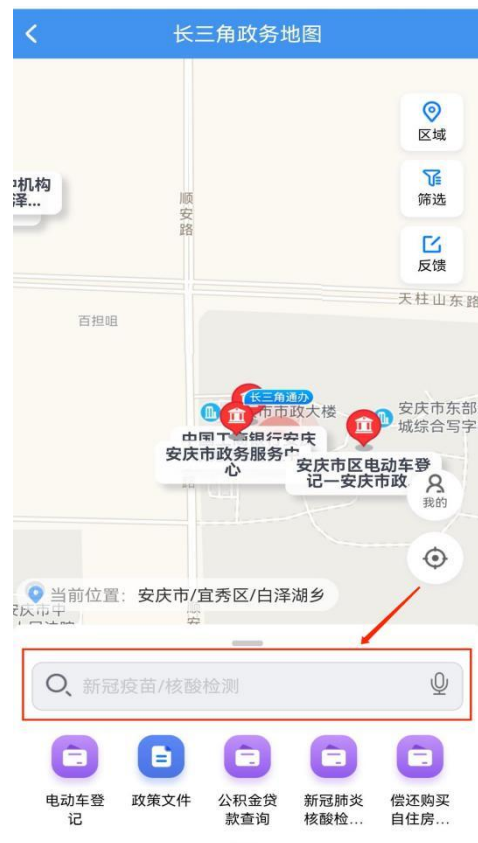 长三角政务地图
区域
中机构
泽...
筛选
顺安路
反馈
天柱山东路
百担咀
长三角通办
市市政大楼
安庆市东部
城综合写字
中国工商银行安庆
安庆市政务服务中
心
安庆市区电动车登
记一安庆市政
我的
当前位置：安庆市/宜秀区/白泽湖乡
安庆市中
新冠疫苗/核酸检测
电动车登
记
政策文件
公积金贷
款查询
新冠肺炎
核酸检...
偿还购买
自住房...